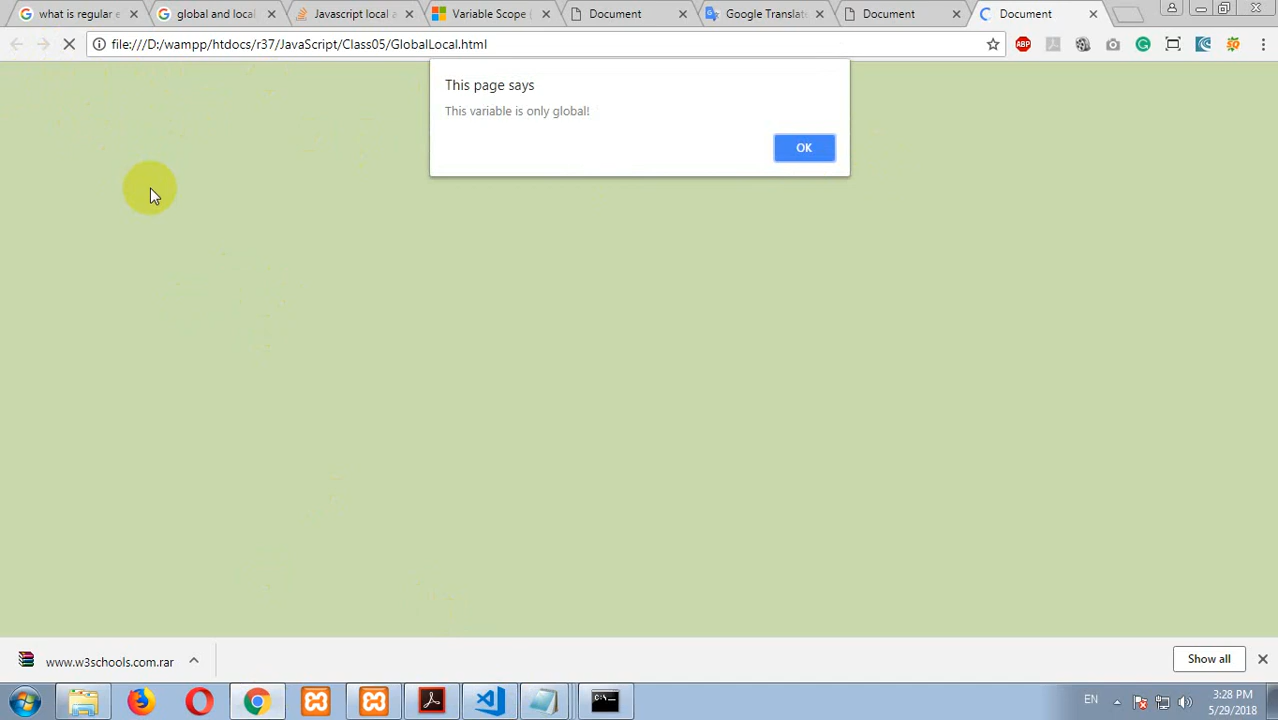 what is regular e
global and local
Javascript local a
Variable Scope (
Document
Google Translate
Document
Document
file:///D:/wampp/htdocs/r37//JavaScript/Class05/GlobalLocal.html
ABP
This page says
This variable is only global!
OK
www.w3schools.com.rar
Show all
C:\_
EN
3:28 PM
5/29/2018